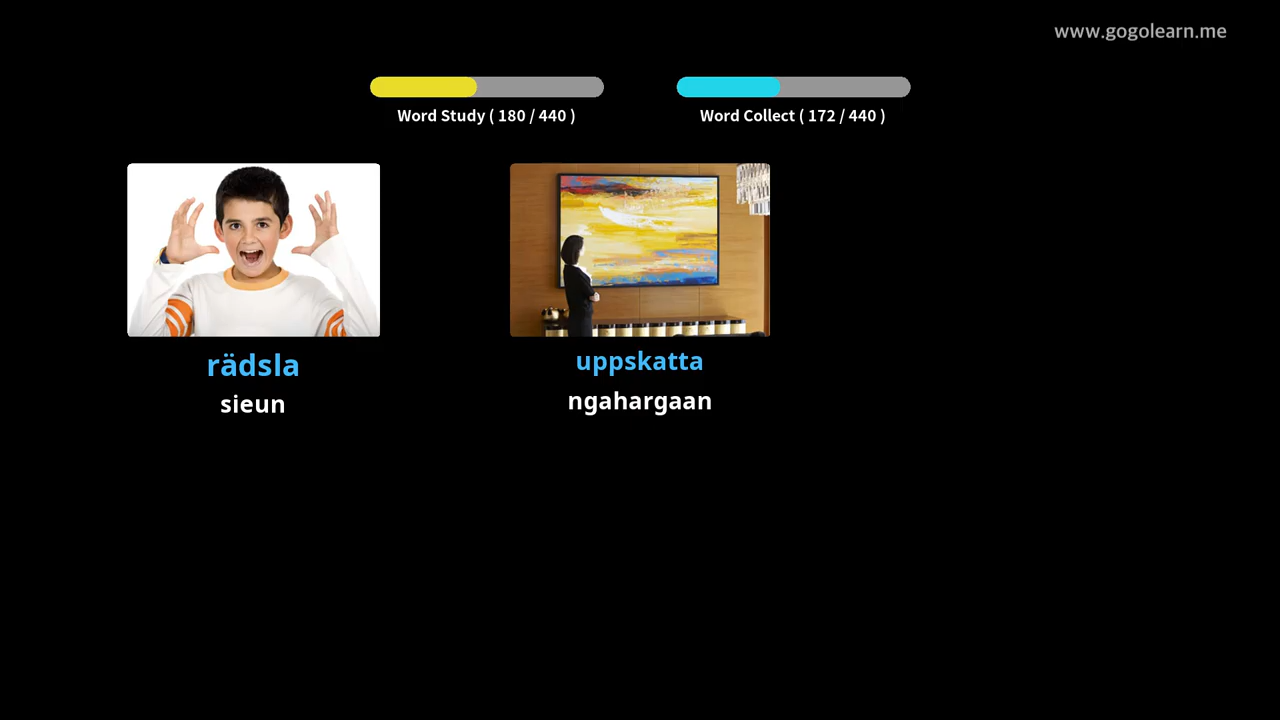 www.gogolearn.me
Word Study ( 180 / 440 )
Word Collect ( 172 / 440 )
rädsla
sieun
uppskatta
ngahargaan